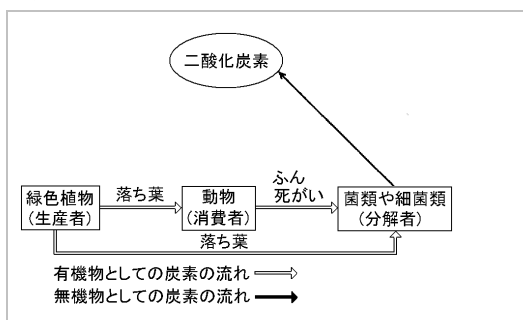 二酸化炭素
緑色植物
(生産者)
落ち葉
動物
(消費者)
ふん
死がい
菌類や細菌類
(分解者)
落ち葉
有機物としての炭素の流れ
無機物としての炭素の流れ